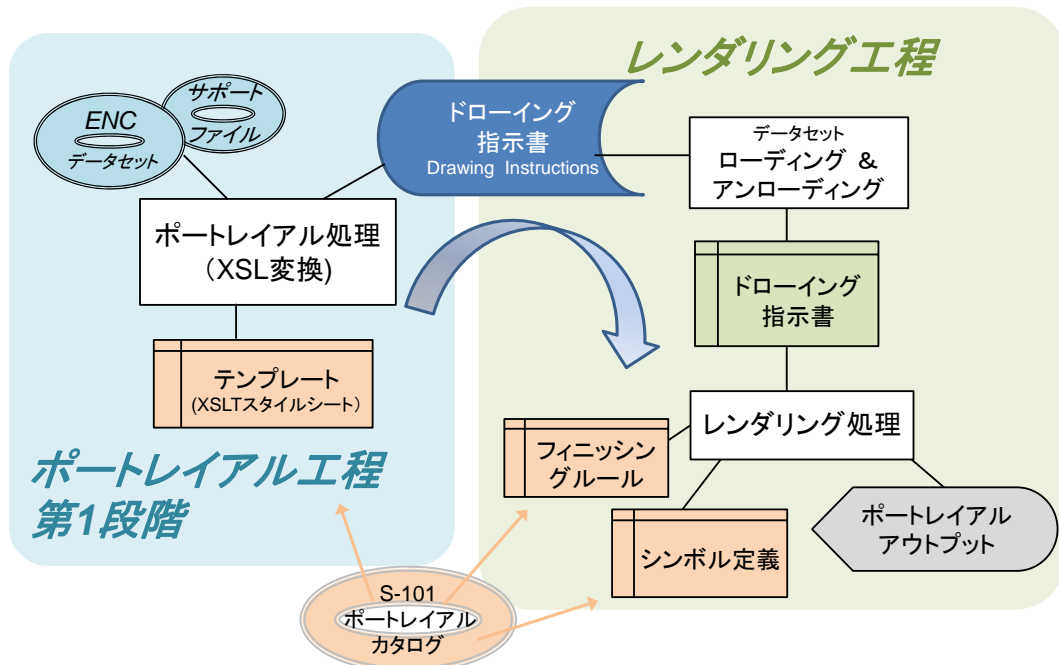 レンダリング工程
サポート
ファイル
ENC
データセット
ドローイング
指示書
Drawing Instructions
データセット
ローディング &
アンローディング
ポートレイアル処理
(XSL変換)
ドローイング
指示書
テンプレート
(XSLTスタイルシート)
レンダリング処理
フィニッシン
グルール
ポートレイアル工程
第1段階
シンボル定義
ポートレイアル
アウトプット
S-101
ポートレイアル
カタログ